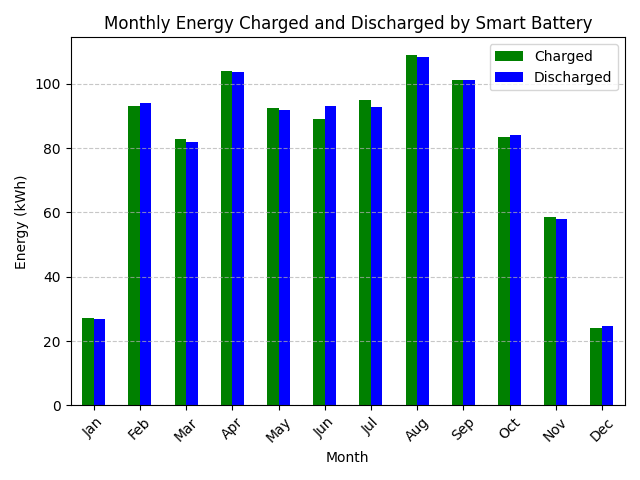 Monthly Energy Charged and Discharged by Smart Battery
Charged
Discharged
Energy (kWh)
100
80
60
40
20
0
Jan Feb Mar Apr May Jun Jul Aug Sep Oct Nov Dec
Month